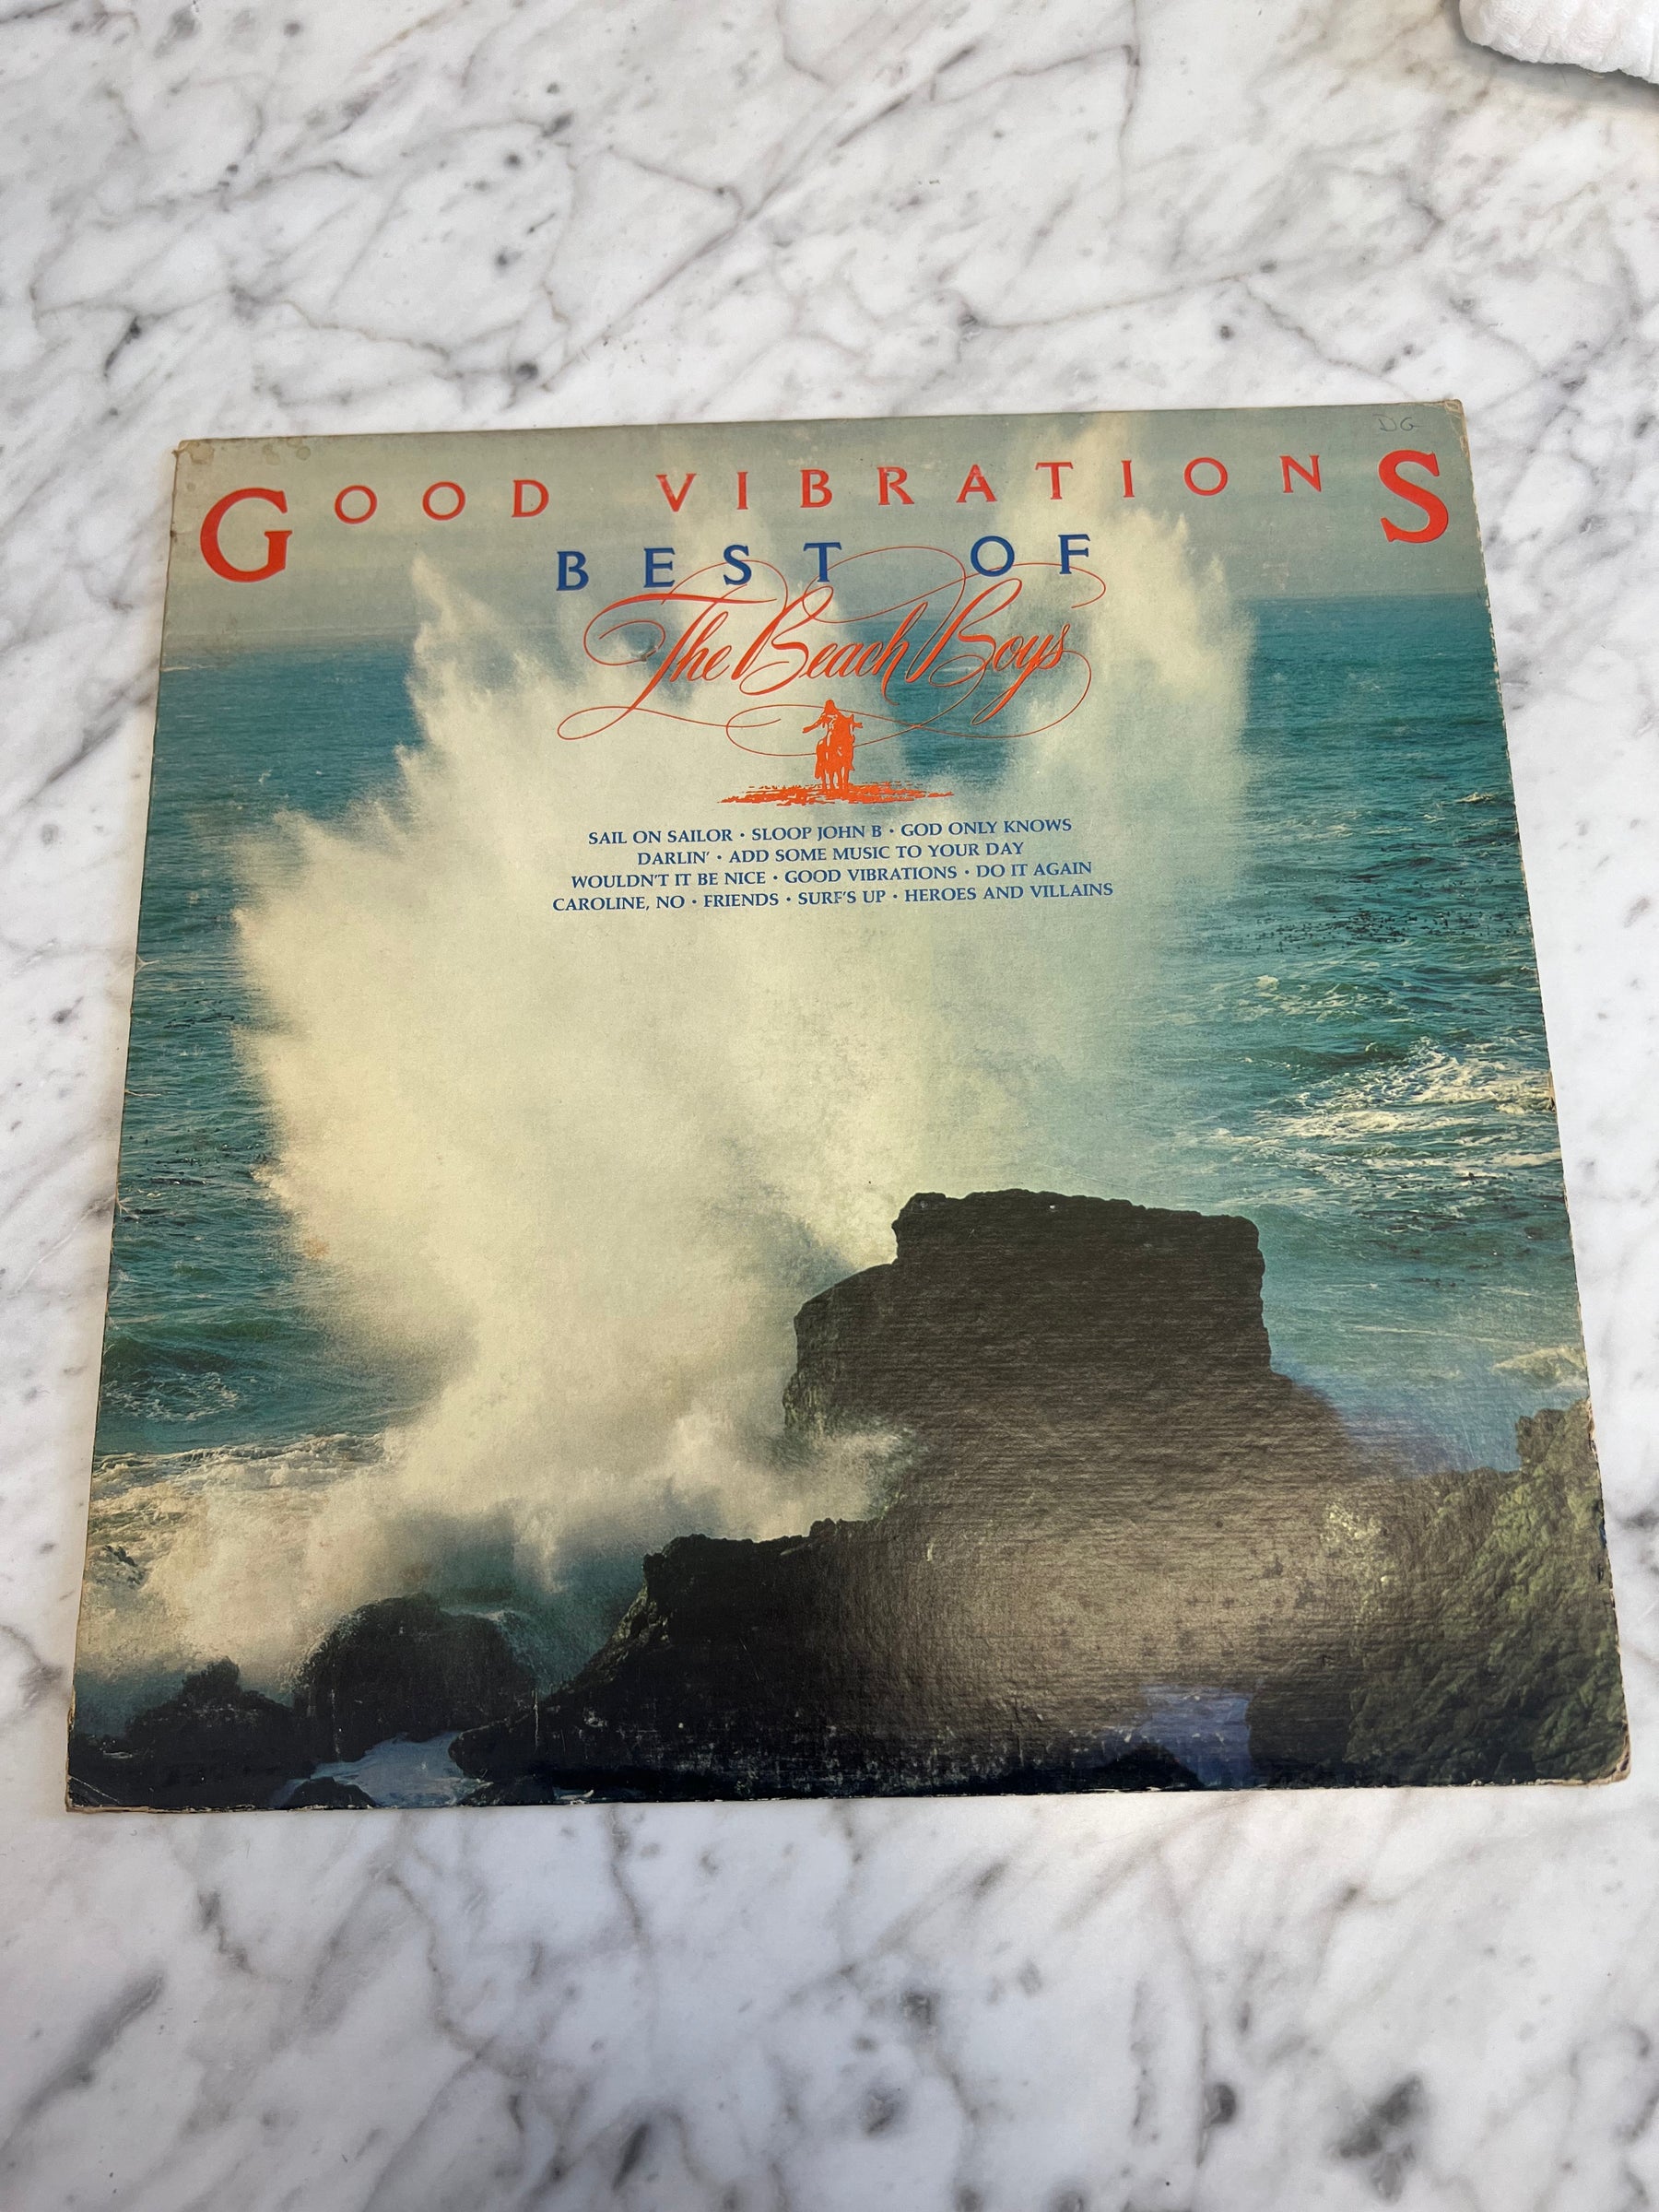 DG
GOOD VIBRATIONS
BEST OF
The Beach Boys
SAIL ON SAILOR • SLOOP JOHN B • GOD ONLY KNOWS
DARLIN' • ADD SOME MUSIC TO YOUR DAY
WOULDN'T IT BE NICE • GOOD VIBRATIONS • DO IT AGAIN
CAROLINE, NO • FRIENDS • SURF'S UP • HEROES AND VILLAINS